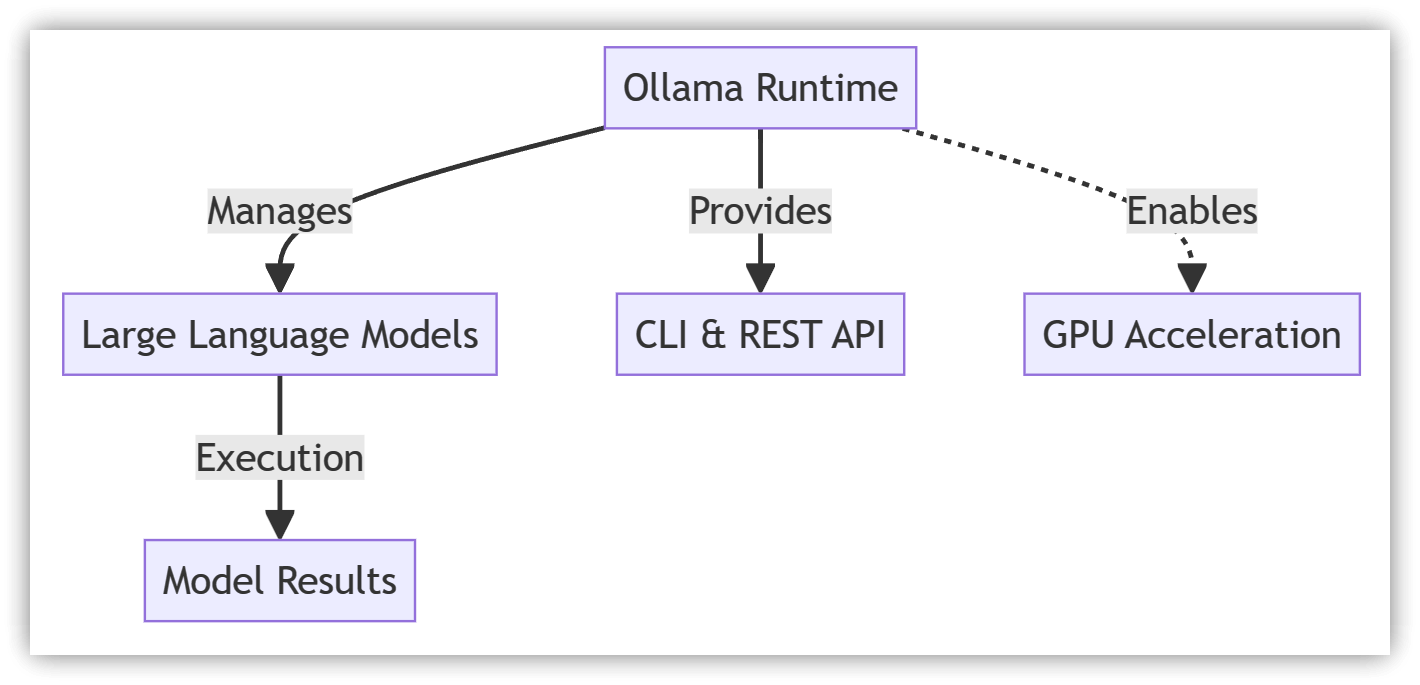 Ollama Runtime
Manages
Provides
Enables
Large Language Models
CLI & REST API
GPU Acceleration
Execution
Model Results